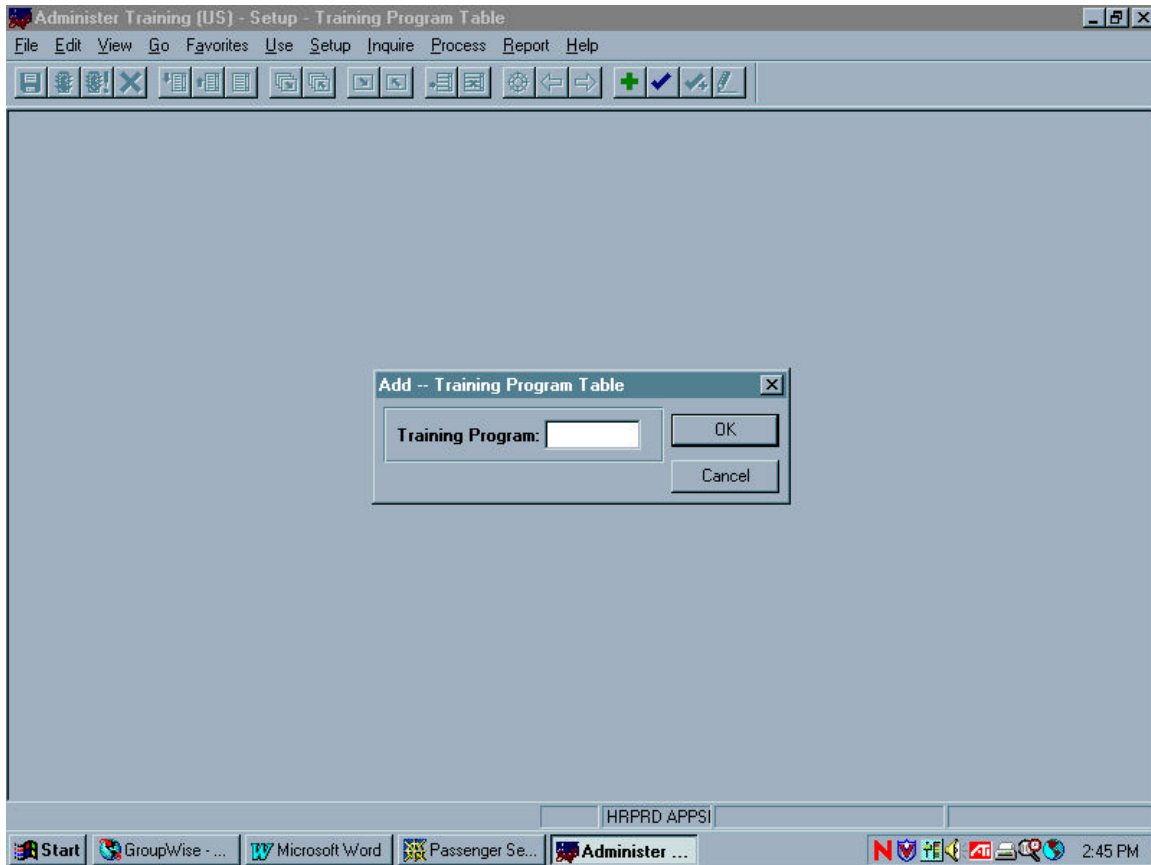 Administer Training (US) - Setup - Training Program Table
File Edit View Go Favorites Use Setup Inquire Process Report Help
Add -- Training Program Table
Training Program:
OK
Cancel
HRPRD APPSI
Start GroupWise - ... Microsoft Word Passenger Se... Administer ... 2:45 PM